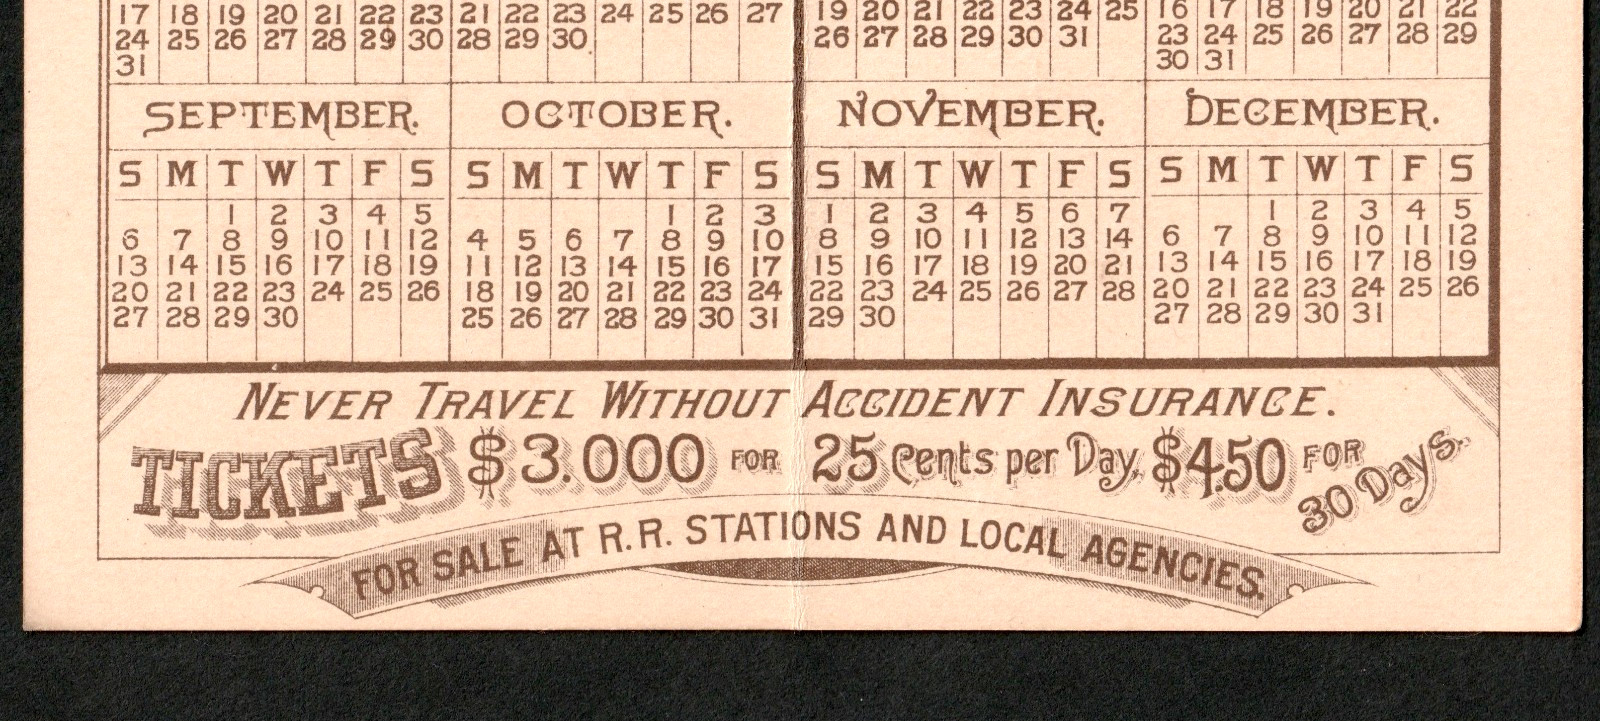 17 18 19 20 21 22 23
24 25 26 27 28 29 30
31
21 22 23 24 25 26 27
28 29 30
19 20 21 22 23 24 25
26 27 28 29 30 31
16 17 18 19 20 21 22
23 24 25 26 27 28 29
30 31
SEPTEMBER.
S M T W T F S
1 2 3 4 5
6 7 8 9 10 11 12
13 14 15 16 17 18 19
20 21 22 23 24 25 26
27 28 29 30
OCTOBER.
S M T W T F S
1 2 3
4 5 6 7 8 9 10
11 12 13 14 15 16 17
18 19 20 21 22 23 24
25 26 27 28 29 30 31
NOVEMBER.
S M T W T F S
1 2 3 4 5 6 7
8 9 10 11 12 13 14
15 16 17 18 19 20 21
22 23 24 25 26 27 28
29 30
DECEMBER.
S M T W T F S
1 2 3 4 5
6 7 8 9 10 11 12
13 14 15 16 17 18 19
20 21 22 23 24 25 26
27 28 29 30 31
NEVER TRAVEL WITHOUT ACCIDENT INSURANCE.
TICKETS $3.000 FOR 25 Cents per Day, $4.50 FOR 30 Days.
FOR SALE AT R.R. STATIONS AND LOCAL AGENCIES.